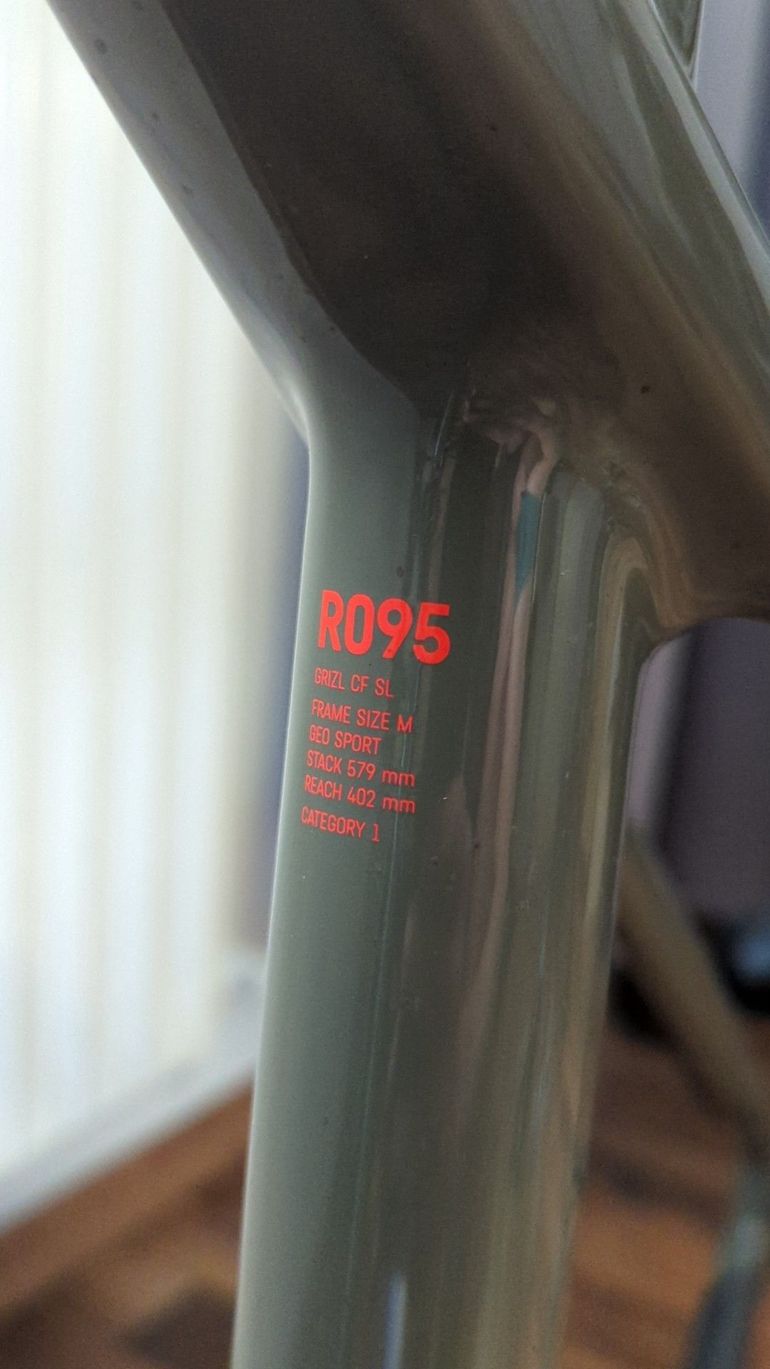 R095
GRIZL CF SL
FRAME SIZE M
GEO SPORT
STACK 579 mm
REACH 402 mm
CATEGORY 1